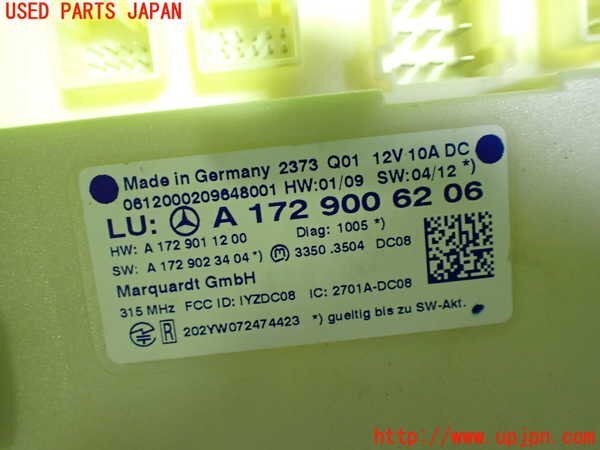 USED PARTS JAPAN
Made in Germany 2373 Q01 12V 10A DC
0612000209648001 HW:01/09 SW:04/12 *)
LU: A 172 900 62 06
HW: A 172 901 12 00 Diag: 1005 *)
SW: A 172 902 34 04 *) m 3350 .3504 DC08
Marquardt GmbH
315 MHz FCC ID: IYZDC08 IC: 2701A-DC08
R 202YW072474423 *) gueltig bis zu SW-Akt.
http://www.upjpn.com/